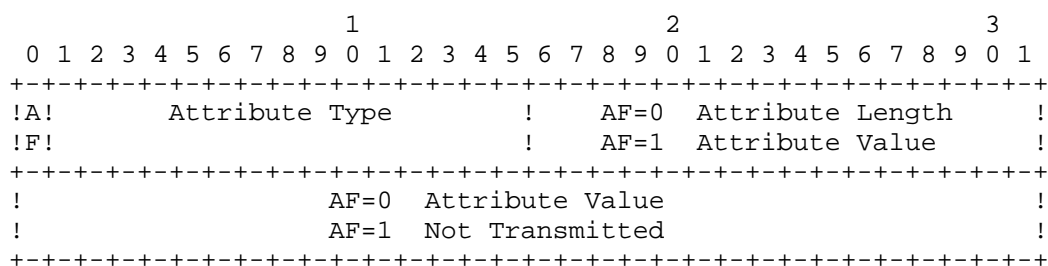 1                   2                   3
 0 1 2 3 4 5 6 7 8 9 0 1 2 3 4 5 6 7 8 9 0 1 2 3 4 5 6 7 8 9 0 1
+-+-+-+-+-+-+-+-+-+-+-+-+-+-+-+-+-+-+-+-+-+-+-+-+-+-+-+-+-+-+-+-+
!A!       Attribute Type        !    AF=0  Attribute Length     !
!F!                             !    AF=1  Attribute Value      !
+-+-+-+-+-+-+-+-+-+-+-+-+-+-+-+-+-+-+-+-+-+-+-+-+-+-+-+-+-+-+-+-+
!                   AF=0  Attribute Value                       !
!                   AF=1  Not Transmitted                       !
+-+-+-+-+-+-+-+-+-+-+-+-+-+-+-+-+-+-+-+-+-+-+-+-+-+-+-+-+-+-+-+-+